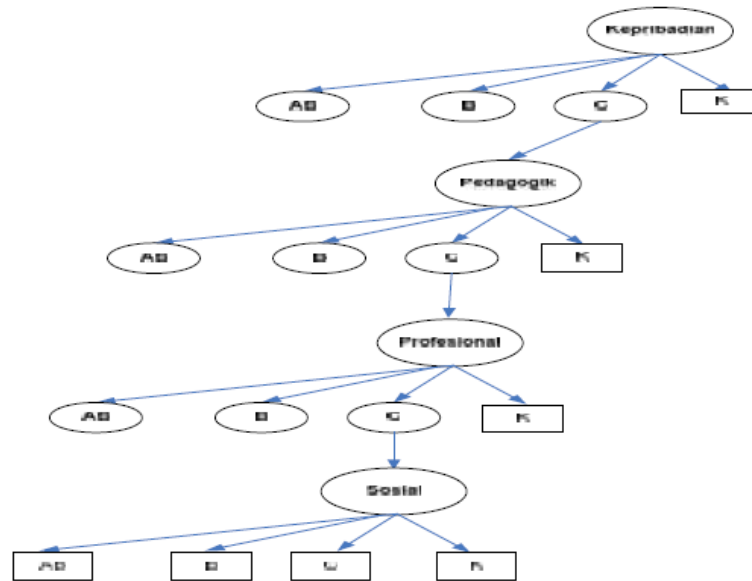 Kepribadian
AB B C K
Pedagogik
AB B C K
Profesional
AB B C K
Sosial
AB B C K